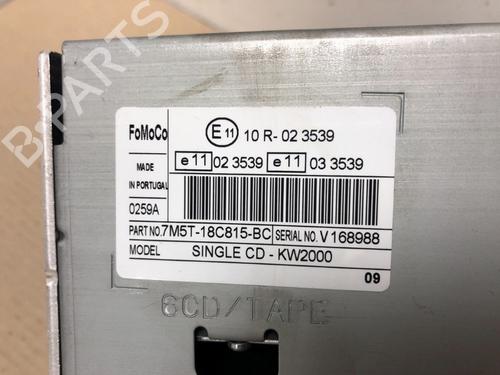 B-PARTS
FoMoCo
E 11 10 R- 02 3539
MADE
IN PORTUGAL
e 11 02 3539 e 11 03 3539
0259A
PART NO. 7M5T-18C815-BC SERIAL NO. V 168988
MODEL SINGLE CD - KW2000
09
6CD/TAPE